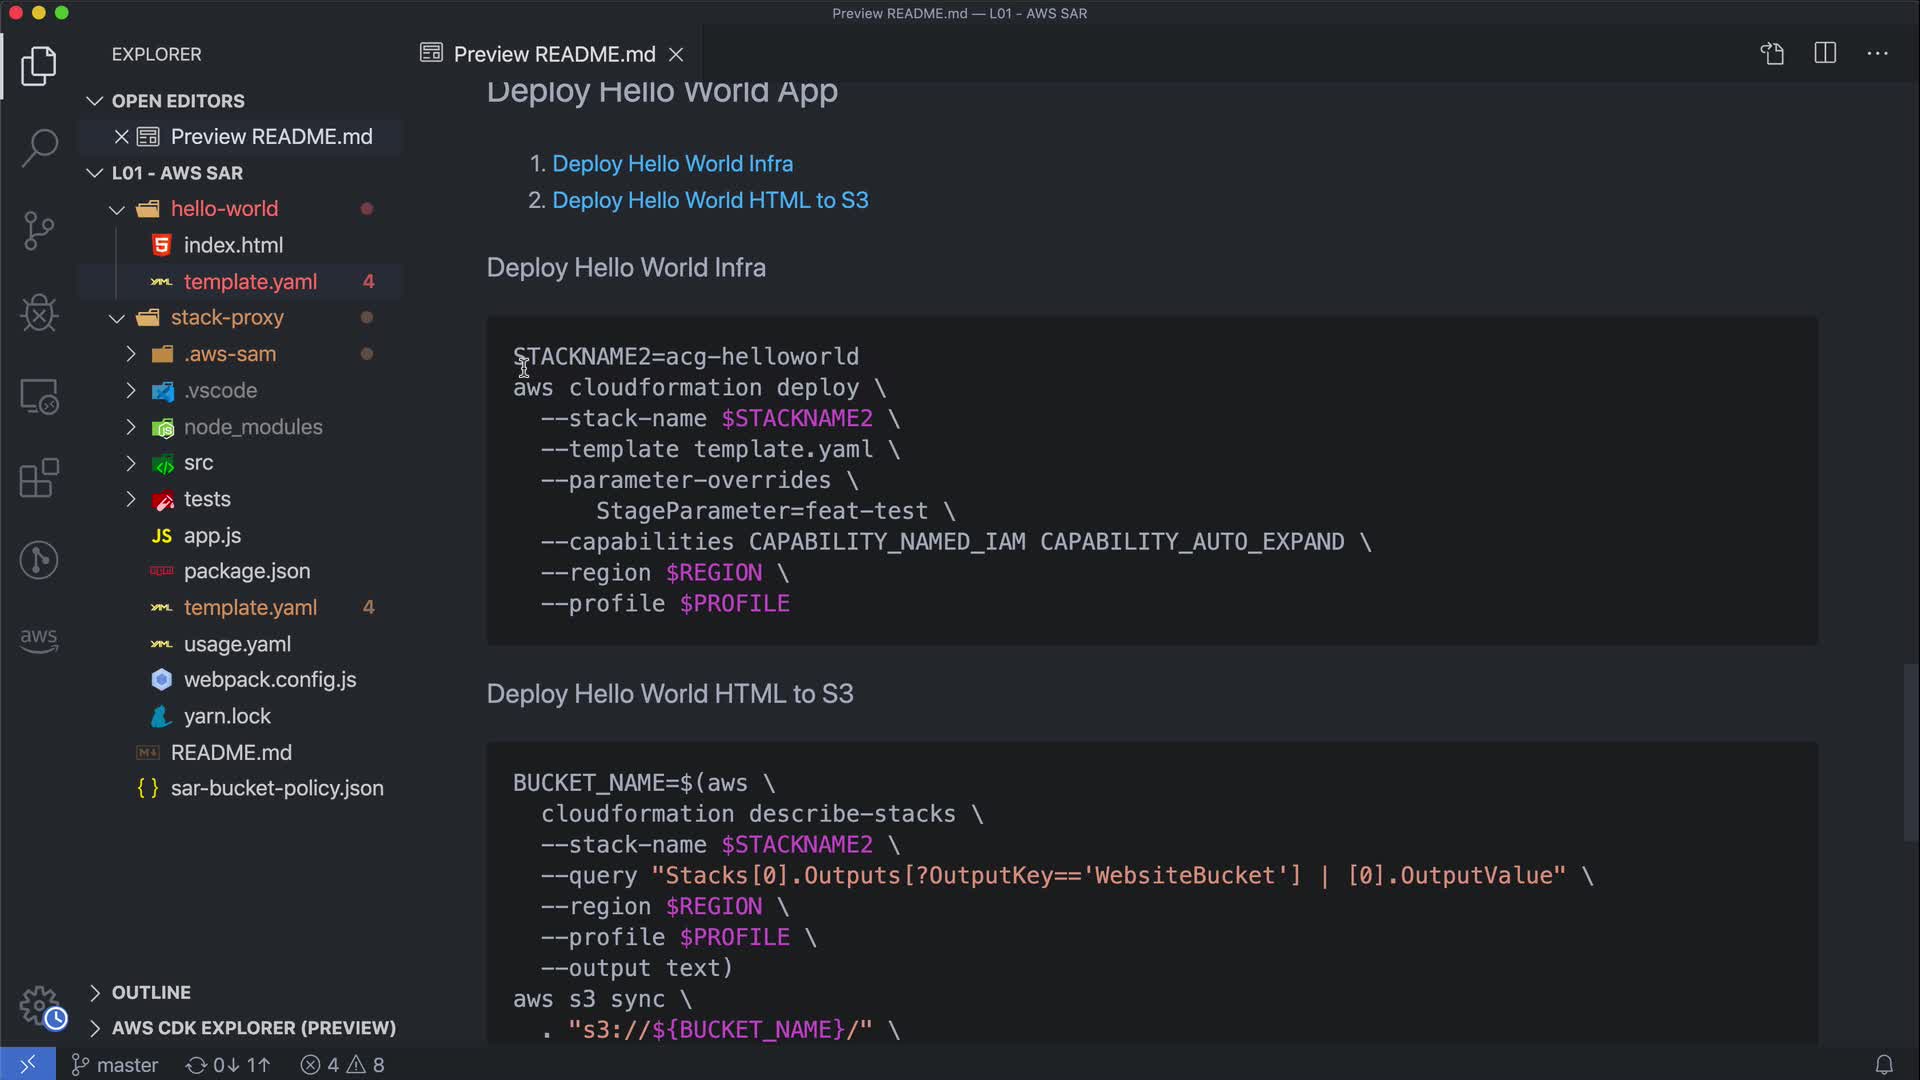 Preview README.md — L01 - AWS SAR
EXPLORER
Preview README.md
OPEN EDITORS
Preview README.md
L01 - AWS SAR
hello-world
index.html
template.yaml 4
stack-proxy
.aws-sam
.vscode
node_modules
src
tests
JS app.js
package.json
template.yaml 4
usage.yaml
webpack.config.js
yarn.lock
README.md
{ } sar-bucket-policy.json
OUTLINE
AWS CDK EXPLORER (PREVIEW)
aws
Deploy Hello World App
1. Deploy Hello World Infra
2. Deploy Hello World HTML to S3
Deploy Hello World Infra
STACKNAME2=acg-helloworld
aws cloudformation deploy \
--stack-name $STACKNAME2 \
--template template.yaml \
--parameter-overrides \
StageParameter=feat-test \
--capabilities CAPABILITY_NAMED_IAM CAPABILITY_AUTO_EXPAND \
--region $REGION \
--profile $PROFILE
Deploy Hello World HTML to S3
BUCKET_NAME=$(aws \
cloudformation describe-stacks \
--stack-name $STACKNAME2 \
--query "Stacks[0].Outputs[?OutputKey=='WebsiteBucket'] | [0].OutputValue" \
--region $REGION \
--profile $PROFILE \
--output text)
aws s3 sync \
. "s3://${BUCKET_NAME}/" \
master 0↓ 1↑ 4 8